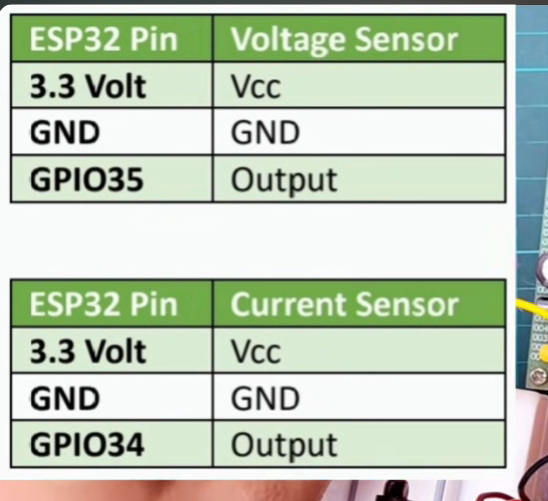 ESP32 Pin Voltage Sensor
3.3 Volt Vcc
GND GND
GPIO35 Output
ESP32 Pin Current Sensor
3.3 Volt Vcc
GND GND
GPIO34 Output